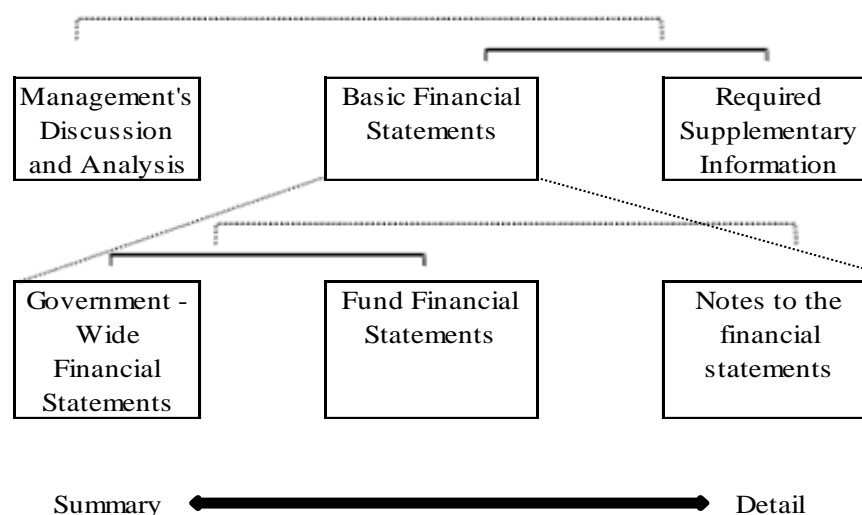 Management's
Discussion
and Analysis
Basic Financial
Statements
Required
Supplementary
Information
Government -
Wide
Financial
Statements
Fund Financial
Statements
Notes to the
financial
statements
Summary
Detail